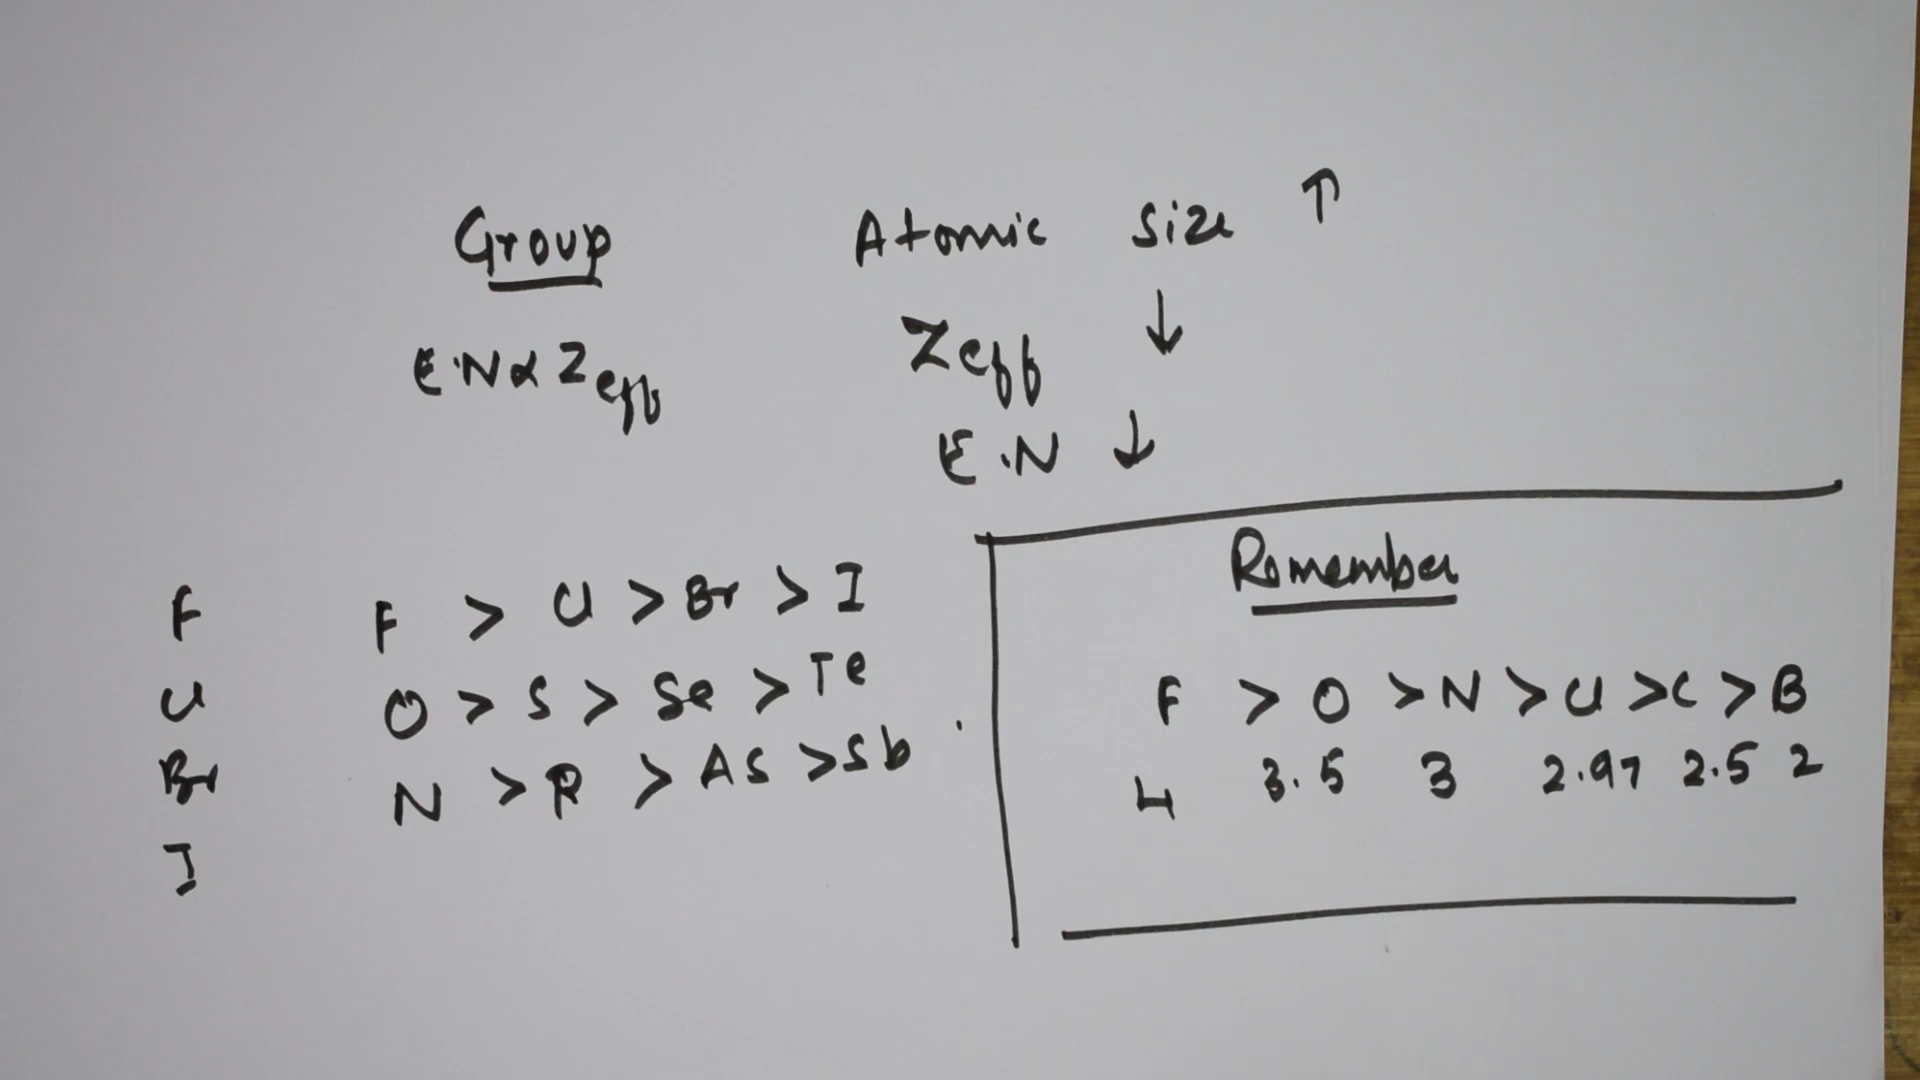 Group
E.N α Zeff
Atomic Size ↑
Zeff ↓
E.N ↓
F
Cl
Br
I
F > Cl > Br > I
O > S > Se > Te
N > P > As > Sb
Remember
F > O > N > Cl > C > B
4 3.5 3 2.97 2.5 2